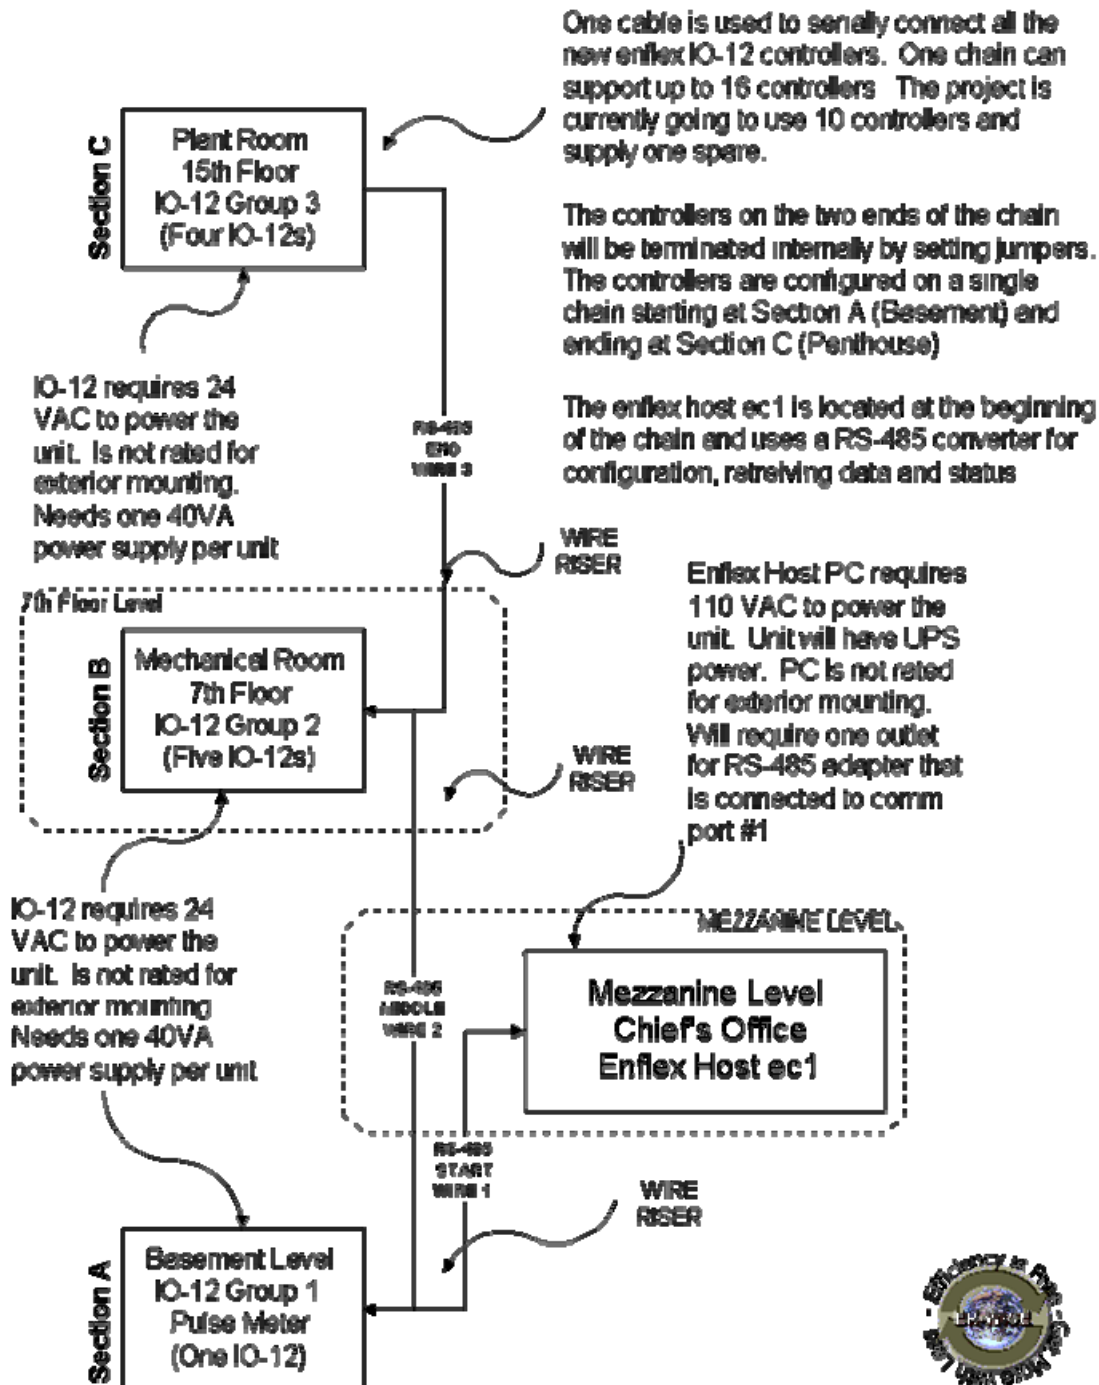 One cable is used to serially connect all the
new enflex IO-12 controllers. One chain can
support up to 16 controllers The project is
currently going to use 10 controllers and
supply one spare.
The controllers on the two ends of the chain
will be terminated internally by setting jumpers.
The controllers are configured on a single
chain starting at Section A (Basement) and
ending at Section C (Penthouse)
The enflex host ec1 is located at the beginning
of the chain and uses a RS-485 converter for
configuration, retreiving data and status
Section C
Plant Room
15th Floor
IO-12 Group 3
(Four IO-12s)
IO-12 requires 24
VAC to power the
unit. Is not rated for
exterior mounting.
Needs one 40VA
power supply per unit
RS-485
END
WIRE 3
WIRE
RISER
7th Floor Level
Section B
Mechanical Room
7th Floor
IO-12 Group 2
(Five IO-12s)
WIRE
RISER
Enflex Host PC requires
110 VAC to power the
unit. Unit will have UPS
power. PC is not rated
for exterior mounting.
Will require one outlet
for RS-485 adapter that
is connected to comm
port #1
IO-12 requires 24
VAC to power the
unit. Is not rated for
exterior mounting
Needs one 40VA
power supply per unit
MEZZANINE LEVEL
Mezzanine Level
Chief's Office
Enflex Host ec1
RS-485
MIDDLE
WIRE 2
RS-485
START
WIRE 1
WIRE
RISER
Section A
Basement Level
IO-12 Group 1
Pulse Meter
(One IO-12)
Efficiency is Free - Get More with Less -